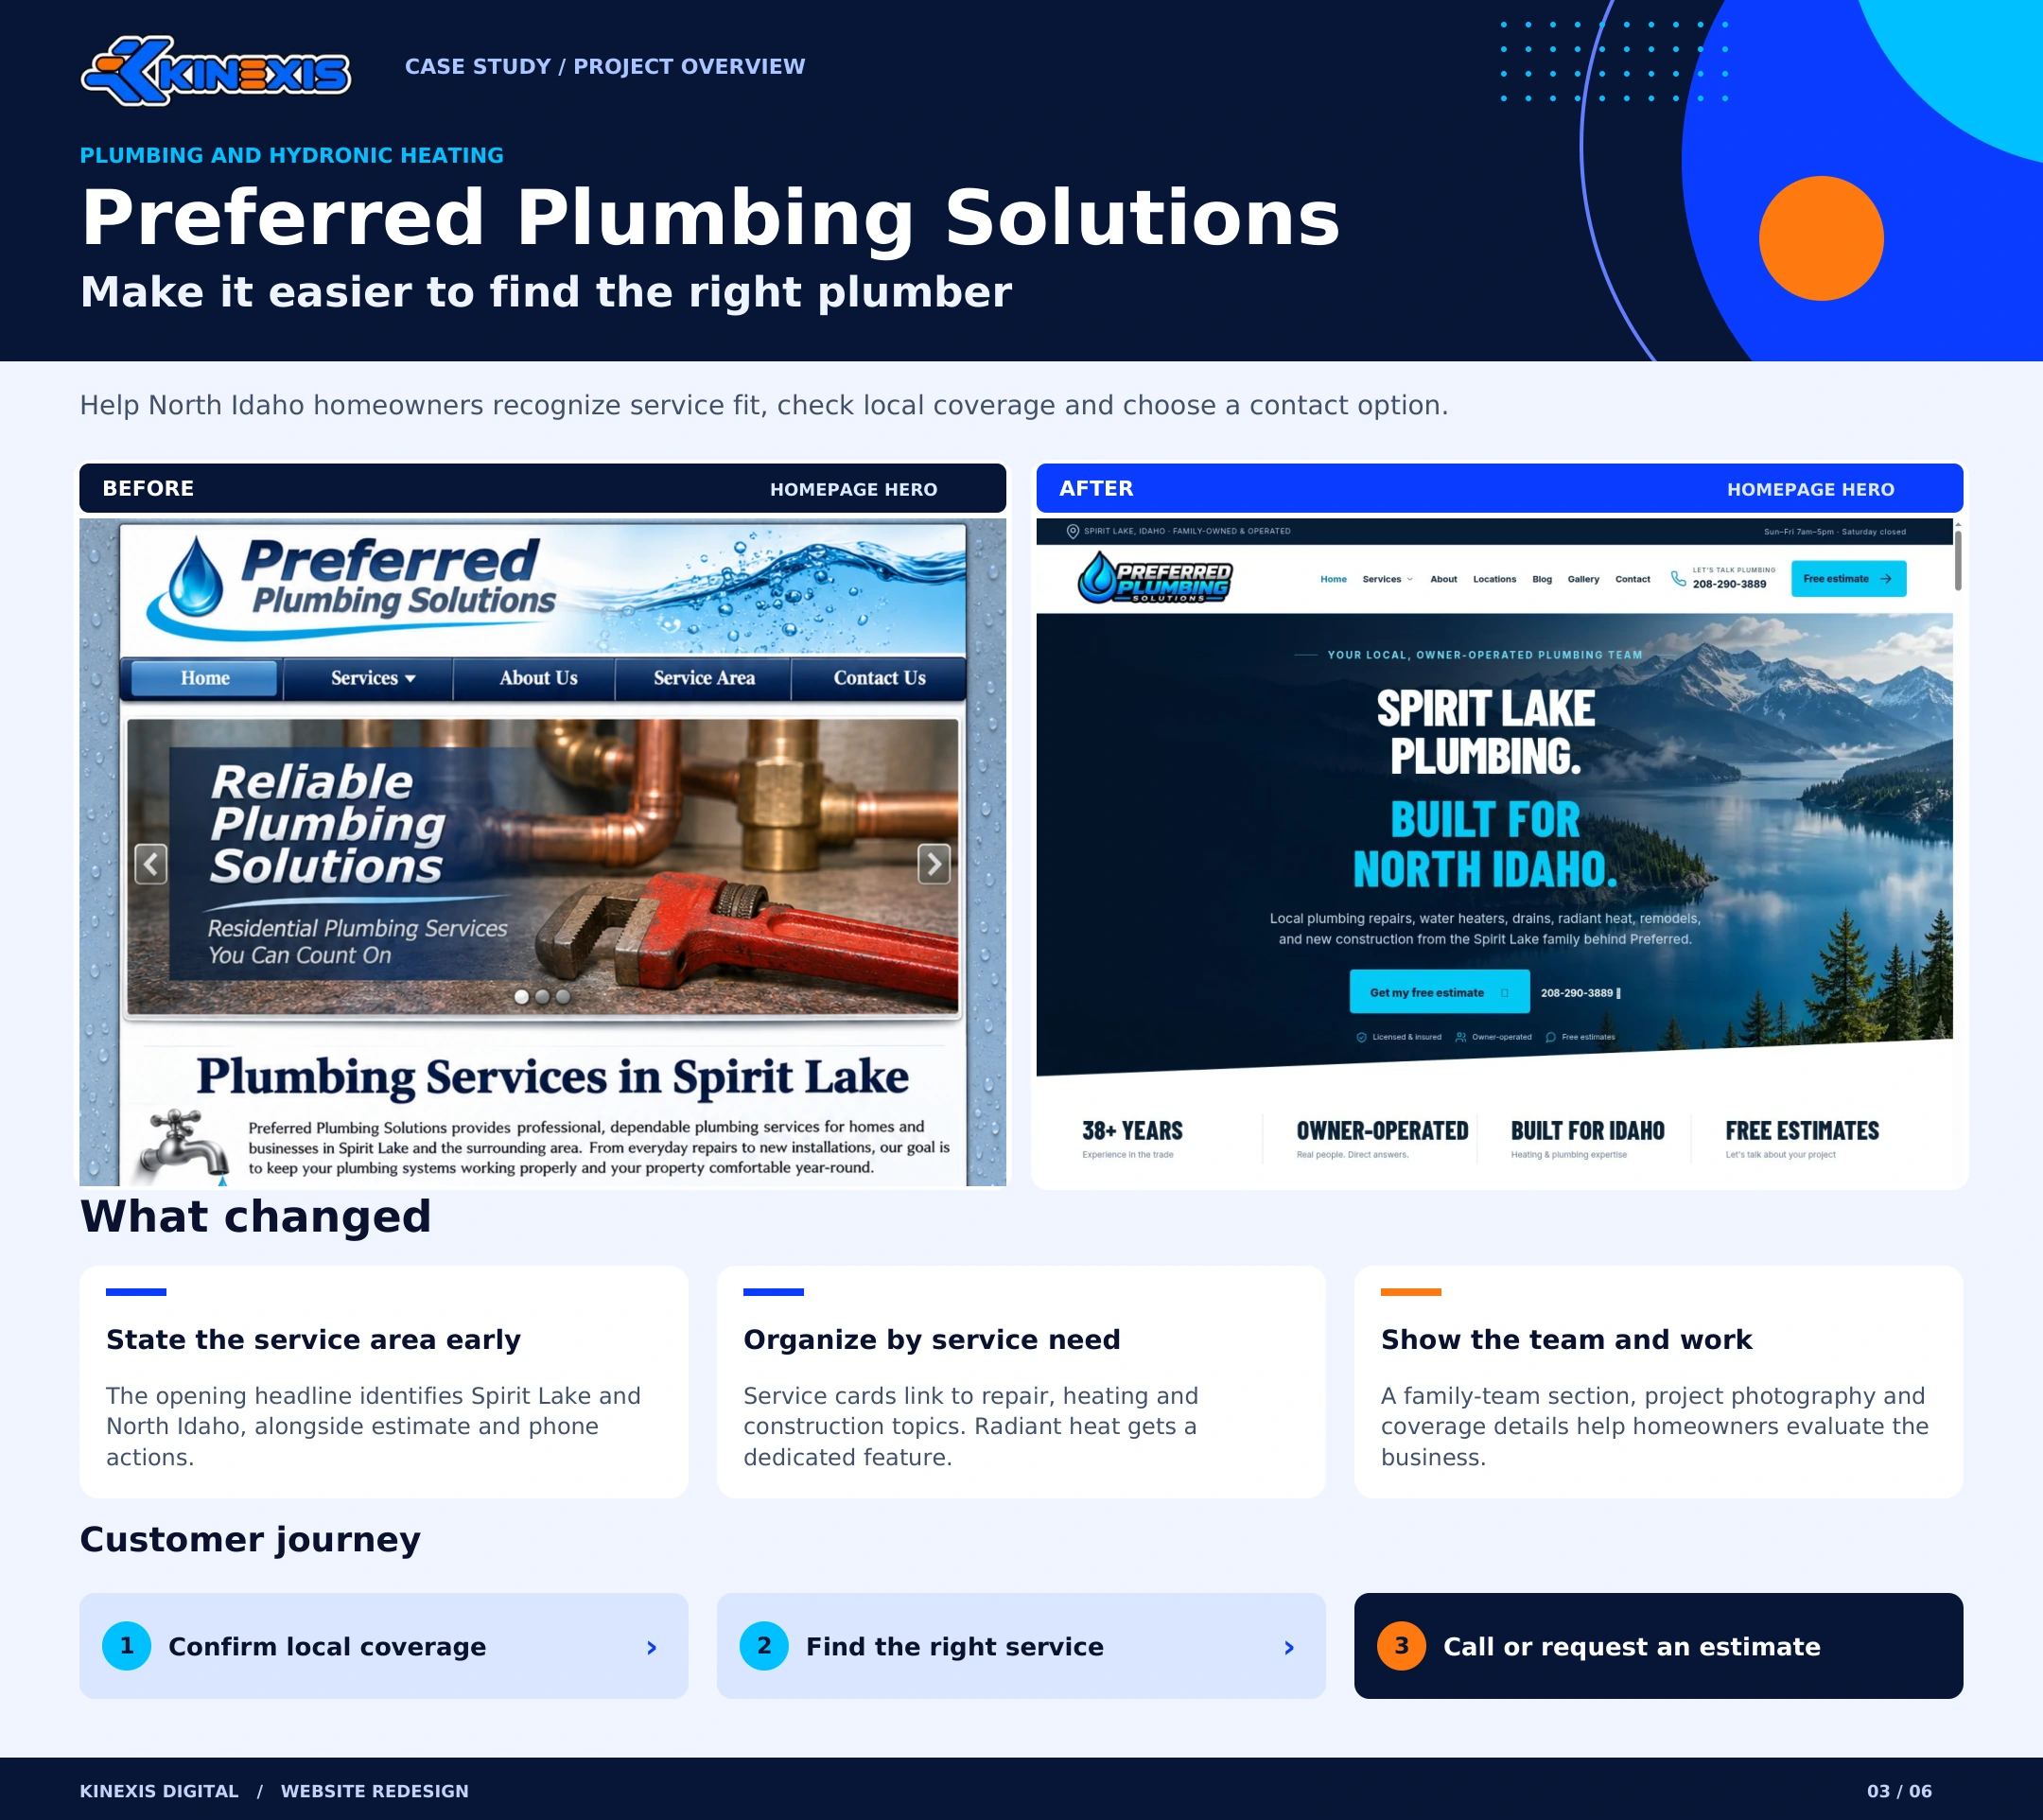 KINEXIS
CASE STUDY / PROJECT OVERVIEW
PLUMBING AND HYDRONIC HEATING
Preferred Plumbing Solutions
Make it easier to find the right plumber
Help North Idaho homeowners recognize service fit, check local coverage and choose a contact option.
BEFORE
HOMEPAGE HERO
Preferred
Plumbing Solutions
Home
Services
About Us
Service Area
Contact Us
Reliable
Plumbing
Solutions
Residential Plumbing Services
You Can Count On
Plumbing Services in Spirit Lake
Preferred Plumbing Solutions provides professional, dependable plumbing services for homes and
businesses in Spirit Lake and the surrounding area. From everyday repairs to new installations, our goal is
to keep your plumbing systems working properly and your property comfortable year-round.
AFTER
HOMEPAGE HERO
SPIRIT LAKE, IDAHO · FAMILY-OWNED & OPERATED
Sun–Fri 7am–5pm · Saturday closed
PREFERRED
PLUMBING
SOLUTIONS
Home
Services
About
Locations
Blog
Gallery
Contact
LET'S TALK PLUMBING
208-290-3889
Free estimate →
YOUR LOCAL, OWNER-OPERATED PLUMBING TEAM
SPIRIT LAKE
PLUMBING.
BUILT FOR
NORTH IDAHO.
Local plumbing repairs, water heaters, drains, radiant heat, remodels,
and new construction from the Spirit Lake family behind Preferred.
Get my free estimate
208-290-3889
Licensed & insured
Owner-operated
Free estimates
38+ YEARS
Experience in the trade
OWNER-OPERATED
Real people. Direct answers.
BUILT FOR IDAHO
Heating & plumbing expertise
FREE ESTIMATES
Let's talk about your project
What changed
State the service area early
The opening headline identifies Spirit Lake and
North Idaho, alongside estimate and phone
actions.
Organize by service need
Service cards link to repair, heating and
construction topics. Radiant heat gets a
dedicated feature.
Show the team and work
A family-team section, project photography and
coverage details help homeowners evaluate the
business.
Customer journey
1 Confirm local coverage ›
2 Find the right service ›
3 Call or request an estimate
KINEXIS DIGITAL / WEBSITE REDESIGN
03 / 06